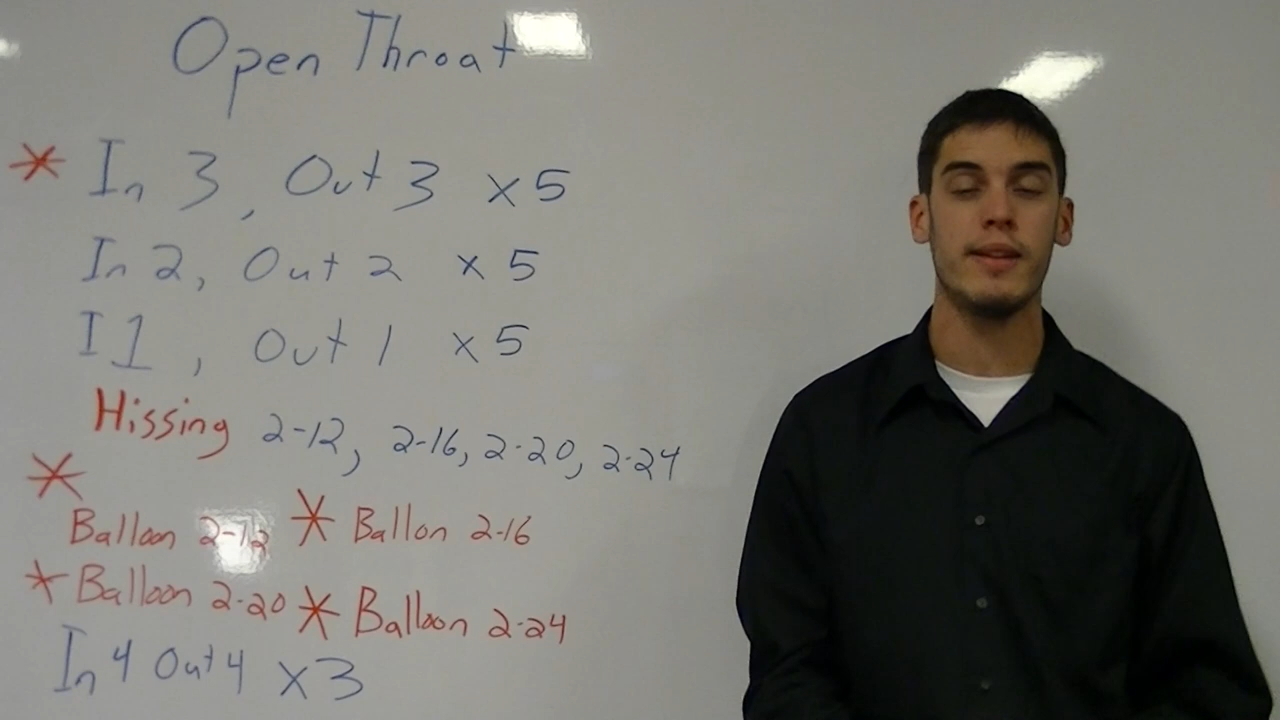 Open Throat
* In 3, Out 3 x5
In 2, Out 2 x5
I 1, Out 1 x5
Hissing 2-12, 2-16, 2-20, 2-24
* Balloon 2-12 * Ballon 2-16
* Balloon 2-20 * Balloon 2-24
In 4 Out 4 x3